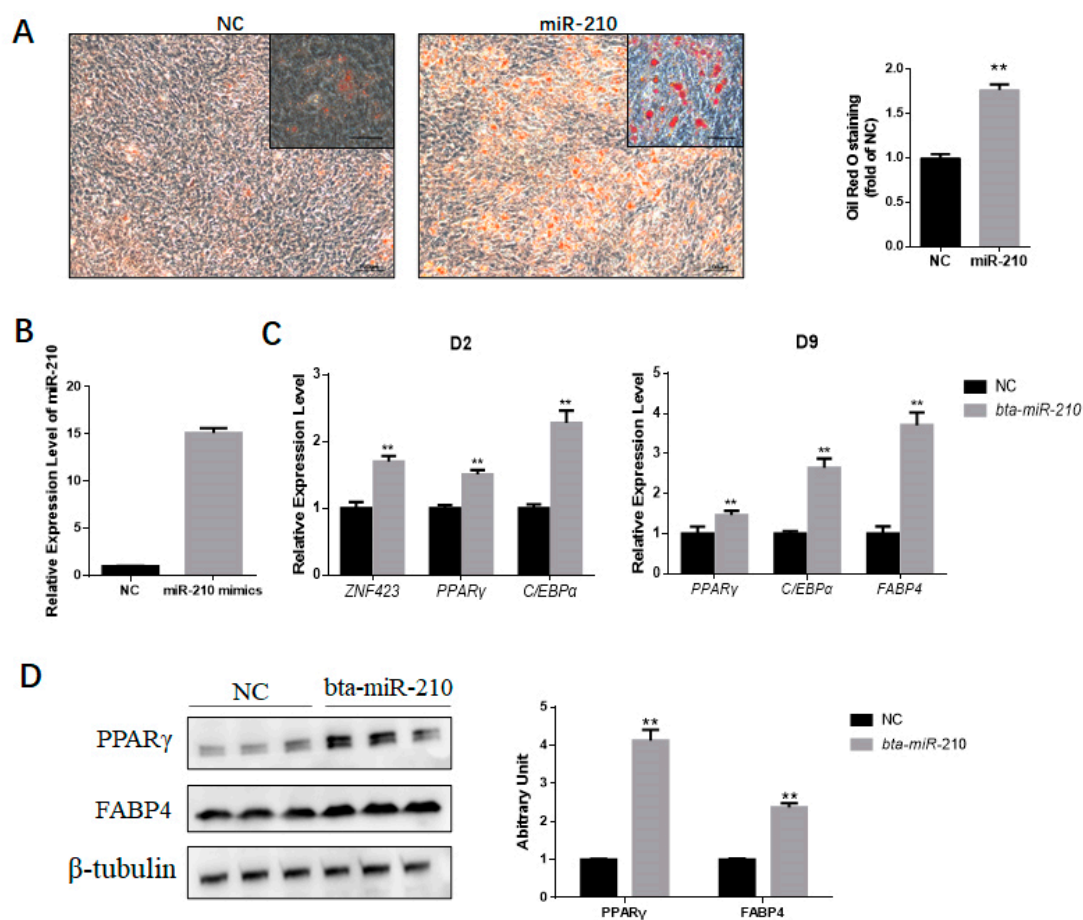 A
NC
miR-210
Oil Red O staining
(fold of NC)
2.0
1.5
1.0
0.5
0.0
**
NC
miR-210
B
Relative Expression Level of miR-210
20
15
10
5
0
NC
miR-210 mimics
C
D2
Relative Expression Level
3
2
1
0
**
**
**
ZNF423
PPARγ
C/EBPα
D9
Relative Expression Level
5
4
3
2
1
0
**
**
**
PPARγ
C/EBPα
FABP4
NC
bta-miR-210
D
NC
bta-miR-210
PPARγ
FABP4
β-tubulin
Abitrary Unit
5
4
3
2
1
0
**
**
PPARγ
FABP4
NC
bta-miR-210